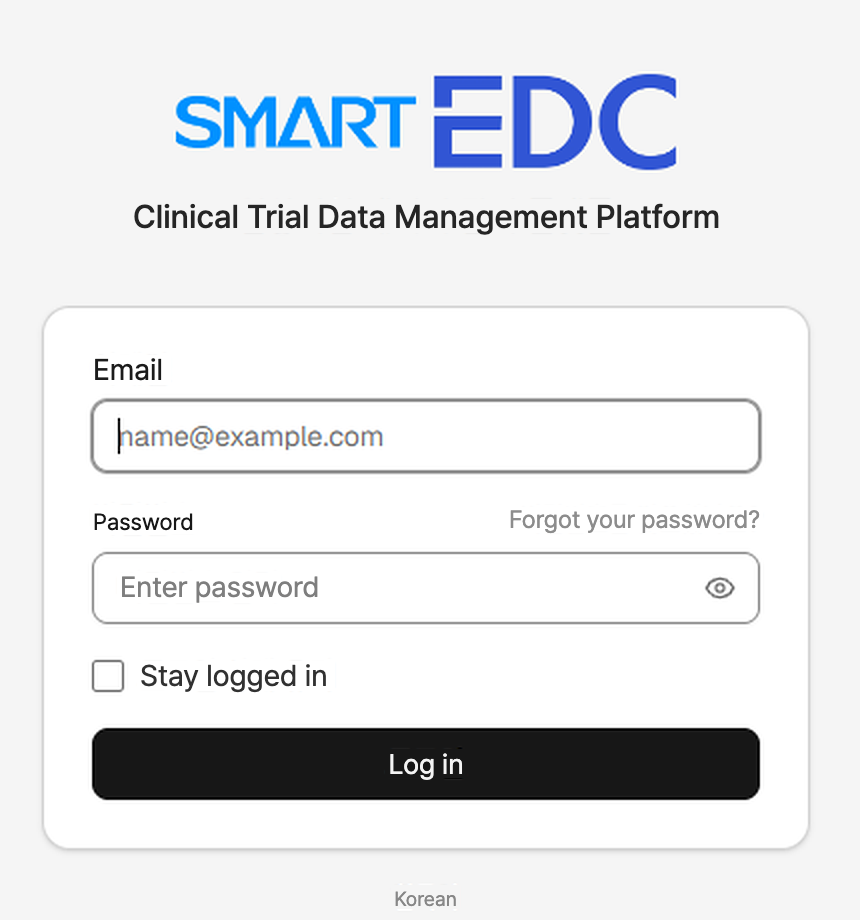 SMART EDC
Clinical Trial Data Management Platform
Email
name@example.com
Password
Forgot your password?
Enter password
Stay logged in
Log in
Korean